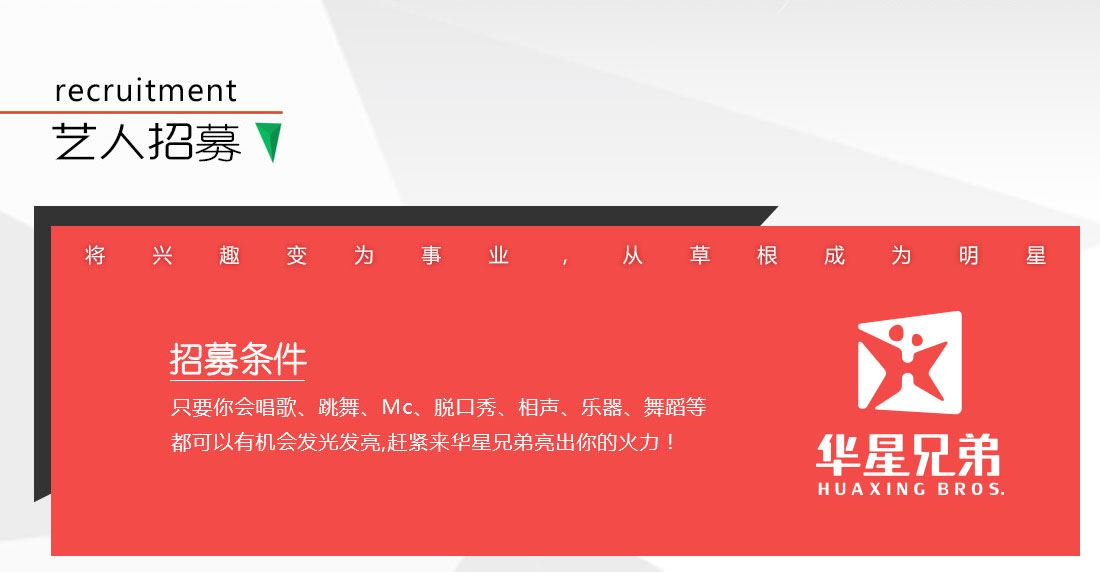 recruitment
艺人招募
将兴趣变为事业，从草根成为明星
招募条件
只要你会唱歌、跳舞、Mc、脱口秀、相声、乐器、舞蹈等
都可以有机会发光发亮,赶紧来华星兄弟亮出你的火力！
华星兄弟
HUAXING BROS.